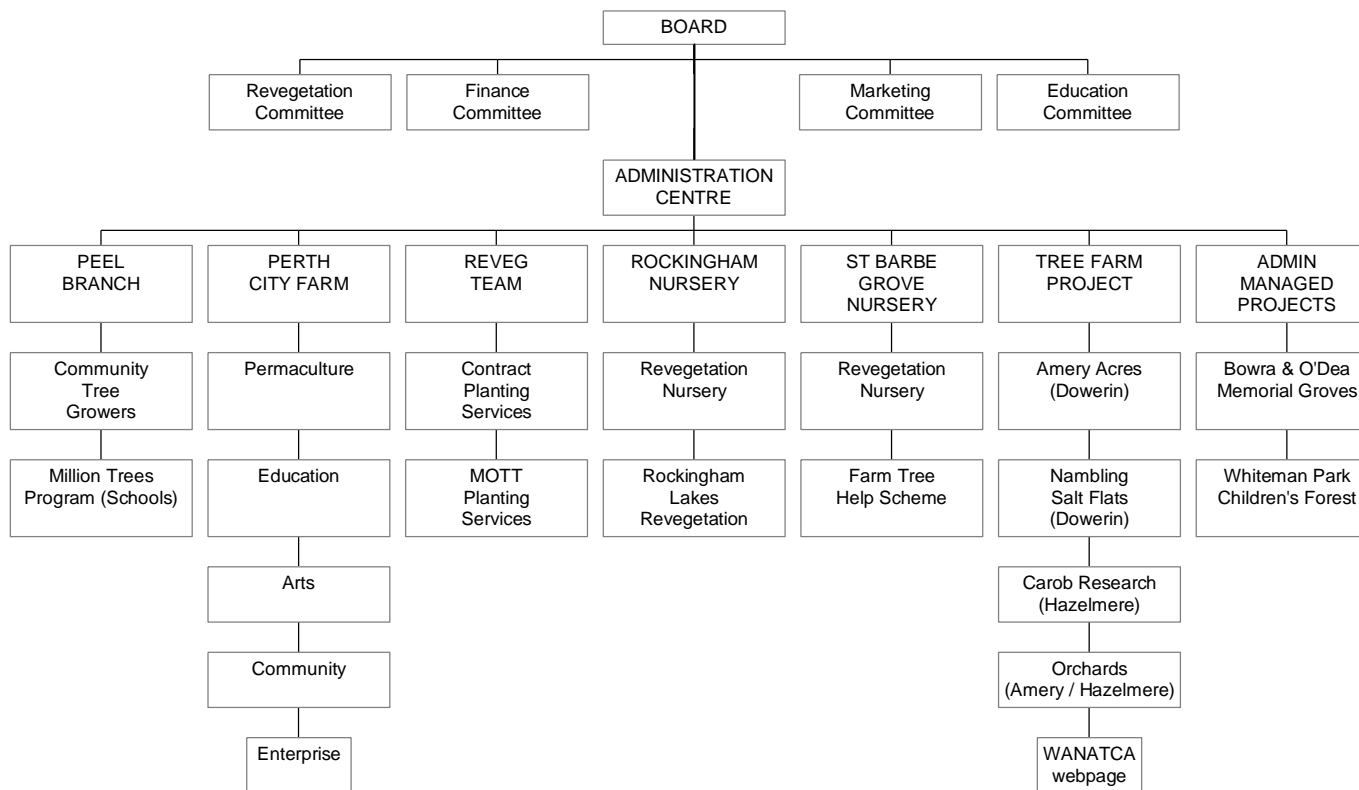 BOARD
Revegetation
Committee
Finance
Committee
Marketing
Committee
Education
Committee
ADMINISTRATION
CENTRE
PEEL
BRANCH
PERTH
CITY FARM
REVEG
TEAM
ROCKINGHAM
NURSERY
ST BARBE
GROVE
NURSERY
TREE FARM
PROJECT
ADMIN
MANAGED
PROJECTS
Community
Tree
Growers
Permaculture
Contract
Planting
Services
Revegetation
Nursery
Revegetation
Nursery
Amery Acres
(Dowerin)
Bowra & O'Dea
Memorial Groves
Million Trees
Program (Schools)
Education
MOTT
Planting
Services
Rockingham
Lakes
Revegetation
Farm Tree
Help Scheme
Nambling
Salt Flats
(Dowerin)
Whiteman Park
Children's Forest
Arts
Carob Research
(Hazelmere)
Community
Orchards
(Amery / Hazelmere)
Enterprise
WANATCA
webpage